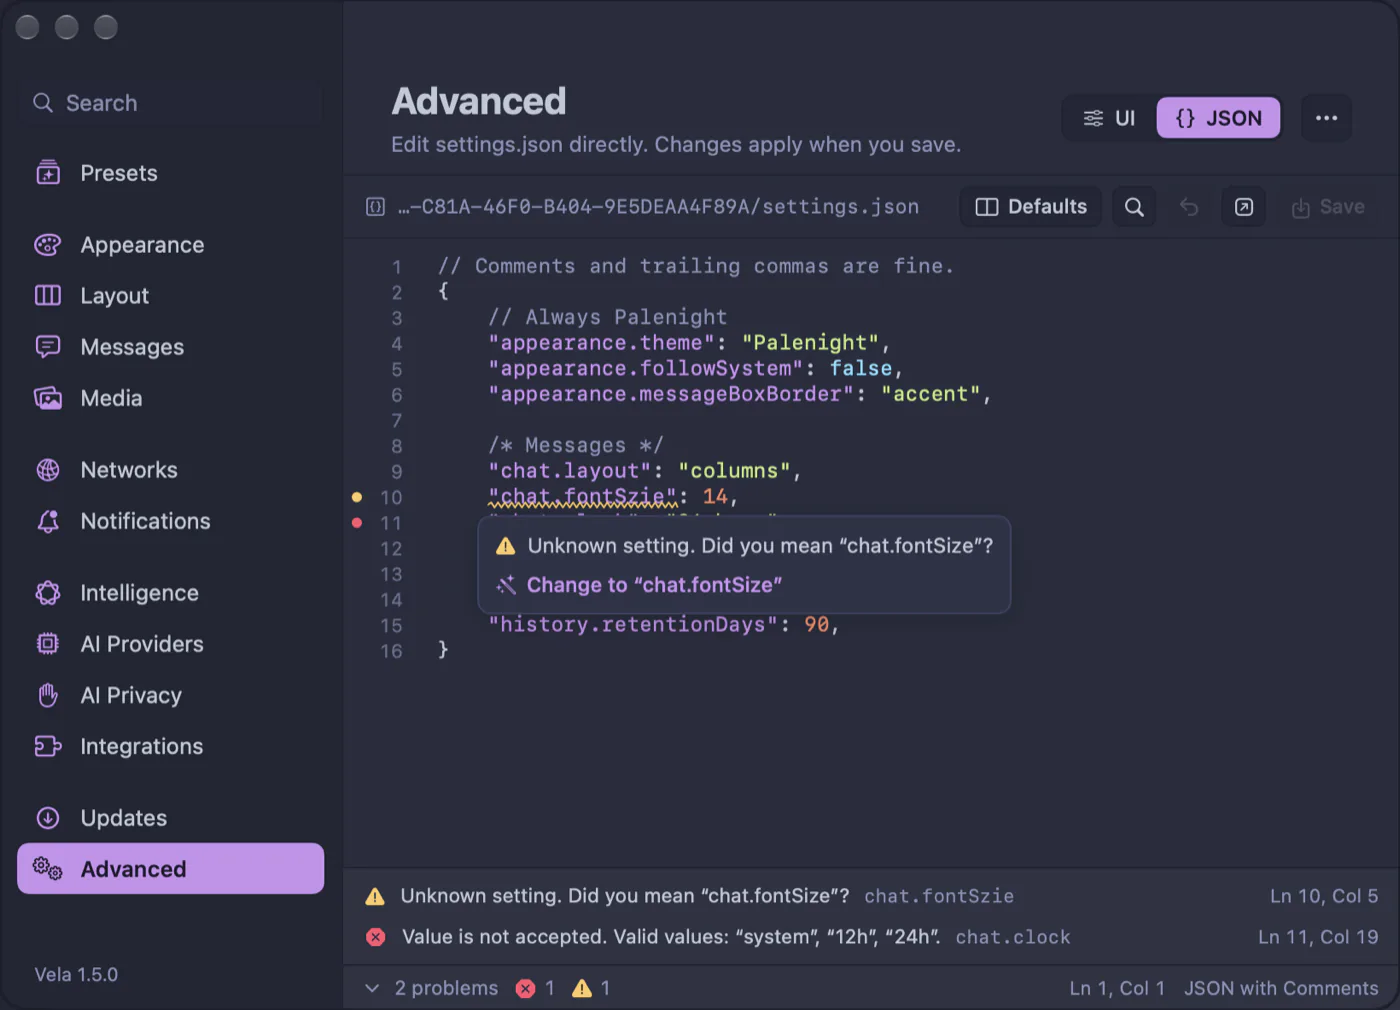 Search
Presets
Appearance
Layout
Messages
Media
Networks
Notifications
Intelligence
AI Providers
AI Privacy
Integrations
Updates
Advanced
Vela 1.5.0
Advanced
Edit settings.json directly. Changes apply when you save.
UI
{} JSON
…-C81A-46F0-B404-9E5DEAA4F89A/settings.json
Defaults
Save
1 // Comments and trailing commas are fine.
2 {
3 // Always Palenight
4 "appearance.theme": "Palenight",
5 "appearance.followSystem": false,
6 "appearance.messageBoxBorder": "accent",
7
8 /* Messages */
9 "chat.layout": "columns",
10 "chat.fontSzie": 14,
11
12
13
14
15 "history.retentionDays": 90,
16 }
Unknown setting. Did you mean “chat.fontSize”?
Change to “chat.fontSize”
Unknown setting. Did you mean “chat.fontSize”? chat.fontSzie Ln 10, Col 5
Value is not accepted. Valid values: “system”, “12h”, “24h”. chat.clock Ln 11, Col 19
2 problems 1 1 Ln 1, Col 1 JSON with Comments